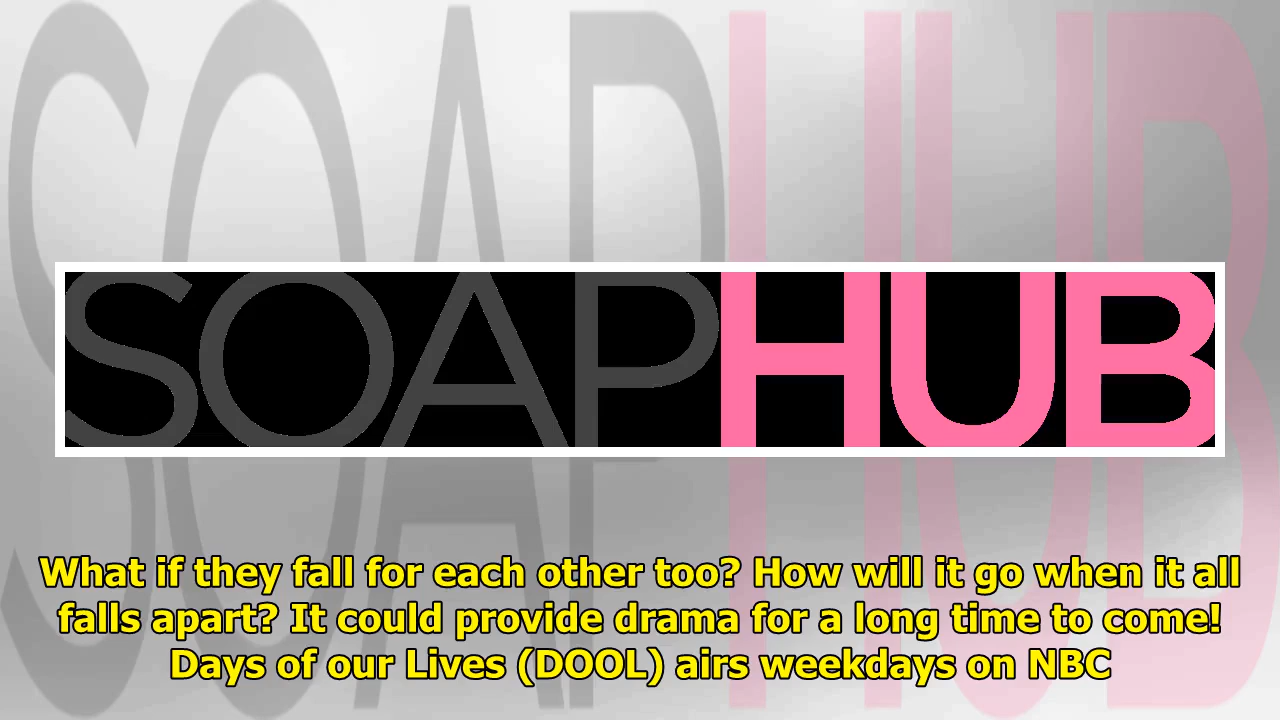 SOAPHUB
SOAPHUB
What if they fall for each other too? How will it go when it all
falls apart? It could provide drama for a long time to come!
Days of our Lives (DOOL) airs weekdays on NBC